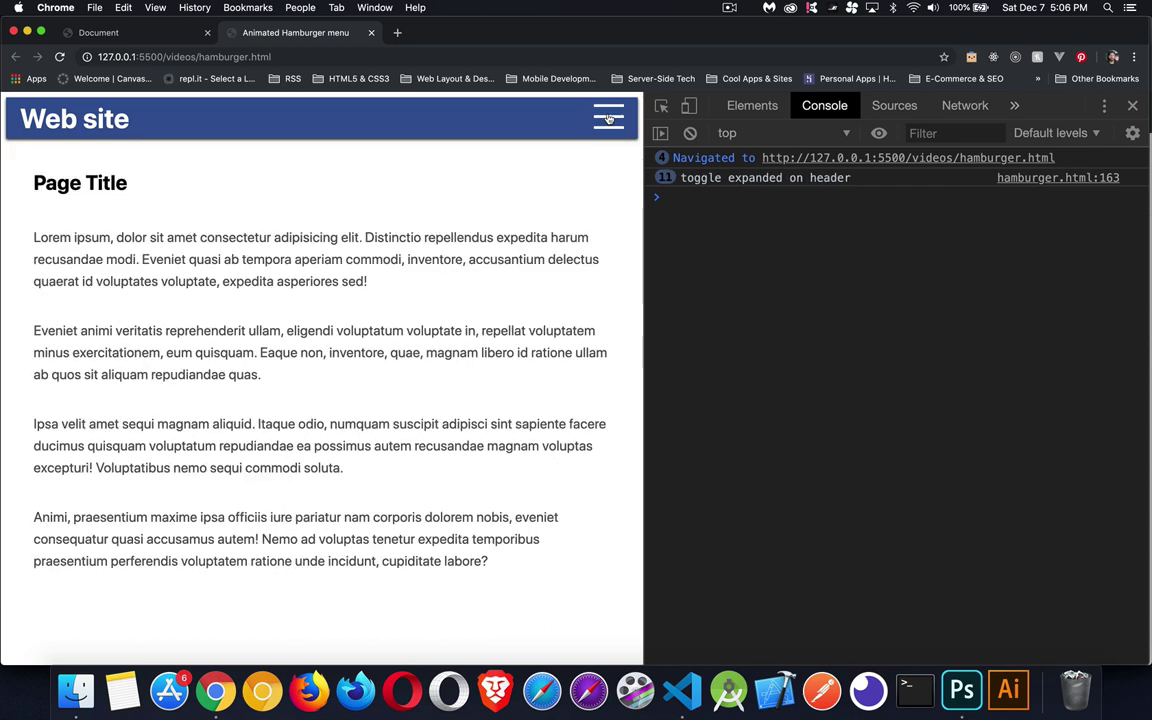 Chrome File Edit View History Bookmarks People Tab Window Help 100% Sat Dec 7 5:06 PM
Document Animated Hamburger menu
127.0.0.1:5500/videos/hamburger.html
Apps Welcome | Canvas... repl.it - Select a L... RSS HTML5 & CSS3 Web Layout & Des... Mobile Developm... Server-Side Tech Cool Apps & Sites Personal Apps | H... E-Commerce & SEO Other Bookmarks
Web site
Elements Console Sources Network
top Filter Default levels
4 Navigated to http://127.0.0.1:5500/videos/hamburger.html
11 toggle expanded on header hamburger.html:163
Page Title
Lorem ipsum, dolor sit amet consectetur adipisicing elit. Distinctio repellendus expedita harum
recusandae modi. Eveniet quasi ab tempora aperiam commodi, inventore, accusantium delectus
quaerat id voluptates voluptate, expedita asperiores sed!
Eveniet animi veritatis reprehenderit ullam, eligendi voluptatum voluptate in, repellat voluptatem
minus exercitationem, eum quisquam. Eaque non, inventore, quae, magnam libero id ratione ullam
ab quos sit aliquam repudiandae quas.
Ipsa velit amet sequi magnam aliquid. Itaque odio, numquam suscipit adipisci sint sapiente facere
ducimus quisquam voluptatum repudiandae ea possimus autem recusandae magnam voluptas
excepturi! Voluptatibus nemo sequi commodi soluta.
Animi, praesentium maxime ipsa officiis iure pariatur nam corporis dolorem nobis, eveniet
consequatur quasi accusamus autem! Nemo ad voluptas tenetur expedita temporibus
praesentium perferendis voluptatem ratione unde incidunt, cupiditate labore?
6
Ps Ai